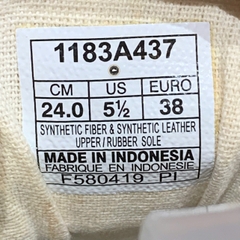 1183A437
CM US EURO
24.0 5½ 38
SYNTHETIC FIBER & SYNTHETIC LEATHER
UPPER/RUBBER SOLE
MADE IN INDONESIA
FABRIQUE EN INDONESIE
F580419 PI